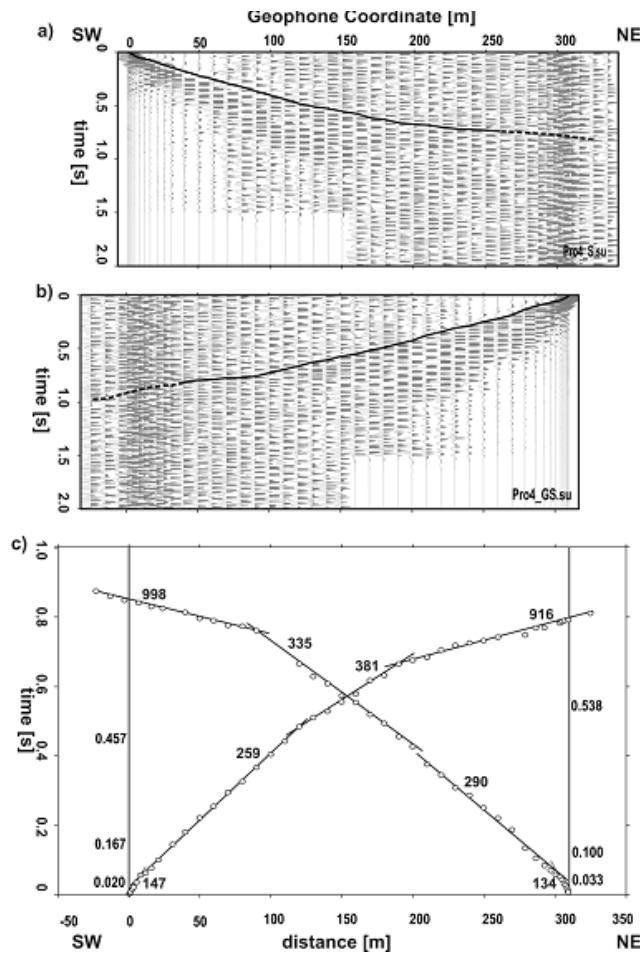 Geophone Coordinate [m]
a) SW NE
0 50 100 150 200 250 300
0
0.5
1.0
1.5
2.0
time [s]
Pro4_S.su
b)
0
0.5
1.0
1.5
2.0
time [s]
Pro4_GS.su
c)
1.0
0.8
0.6
0.4
0.2
0
time [s]
998
916
335
381
0.457
0.538
259
290
0.167
0.100
0.020
147
134
0.033
-50 0 50 100 150 200 250 300 350
SW distance [m] NE